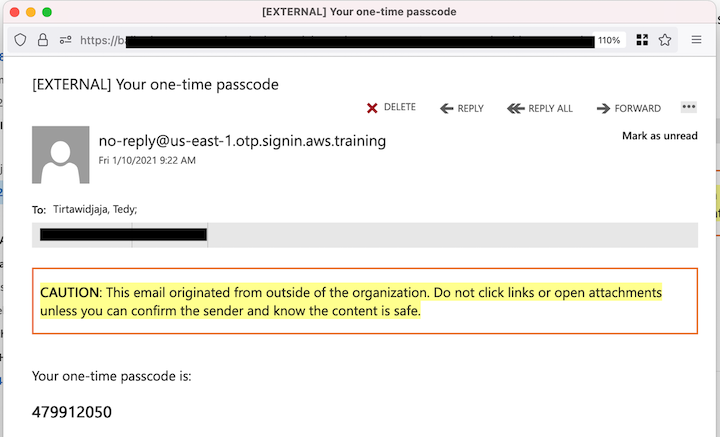 [EXTERNAL] Your one-time passcode
https://ba
110%
[EXTERNAL] Your one-time passcode
DELETE REPLY REPLY ALL FORWARD
no-reply@us-east-1.otp.signin.aws.training
Mark as unread
Fri 1/10/2021 9:22 AM
To: Tirtawidjaja, Tedy;
CAUTION: This email originated from outside of the organization. Do not click links or open attachments
unless you can confirm the sender and know the content is safe.
Your one-time passcode is:
479912050